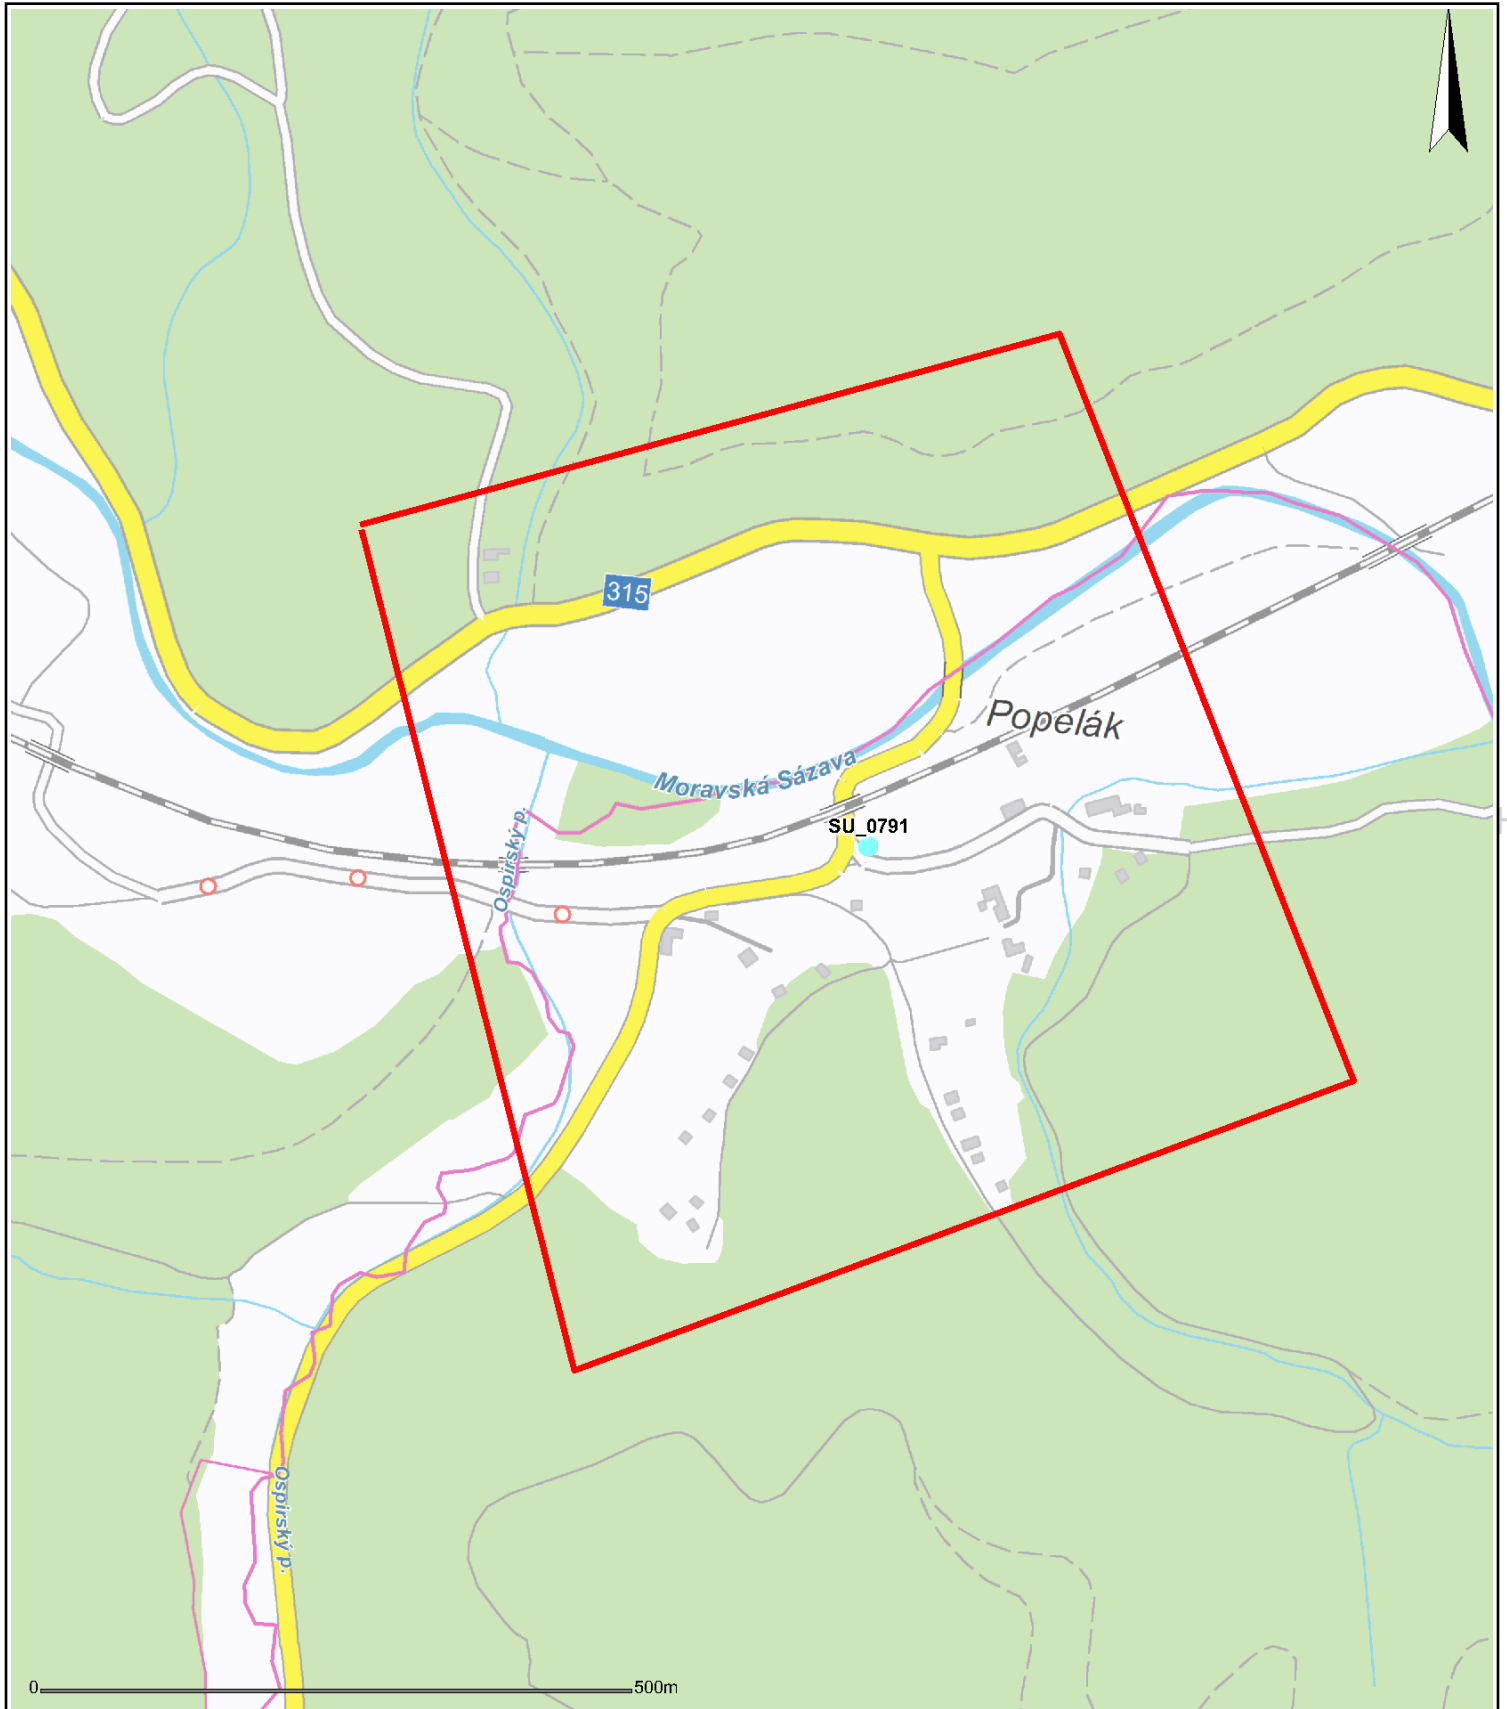 315
Popelák
Moravská Sázava
SU_0791
Ospirský p.
Ospirský p.
0
500m